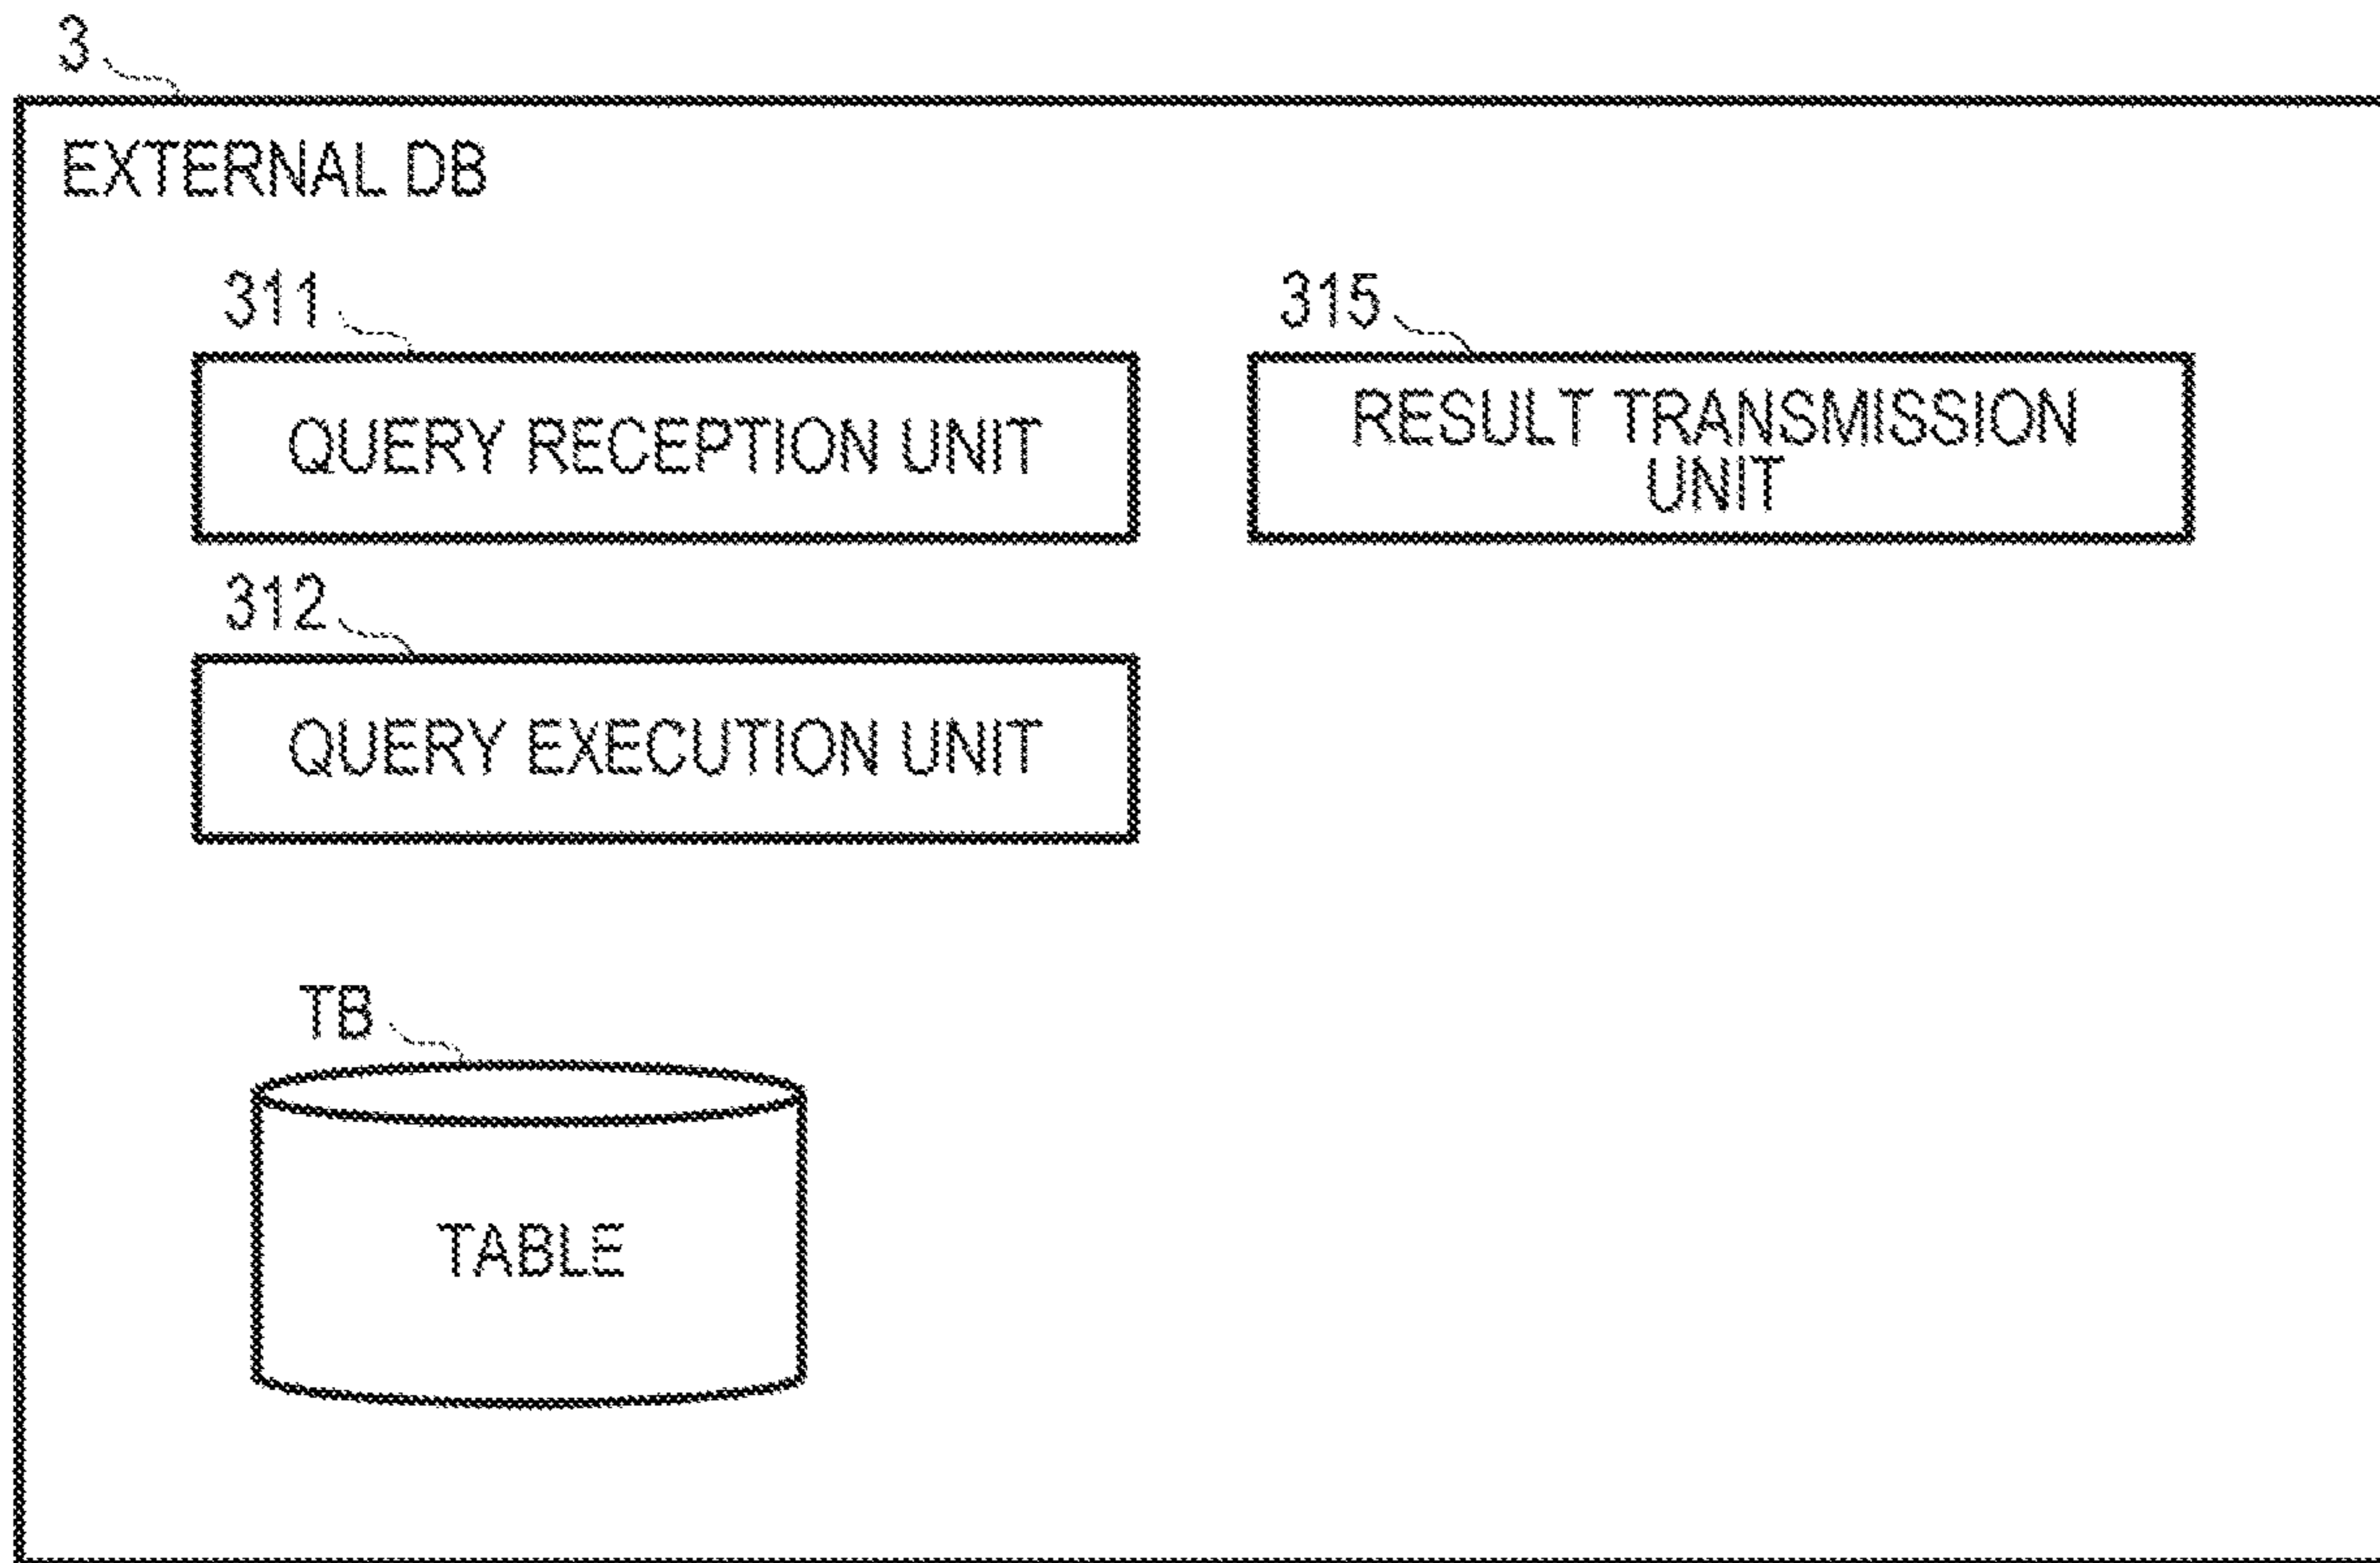 3
EXTERNAL DB
311
QUERY RECEPTION UNIT
315
RESULT TRANSMISSION
UNIT
312
QUERY EXECUTION UNIT
TB
TABLE